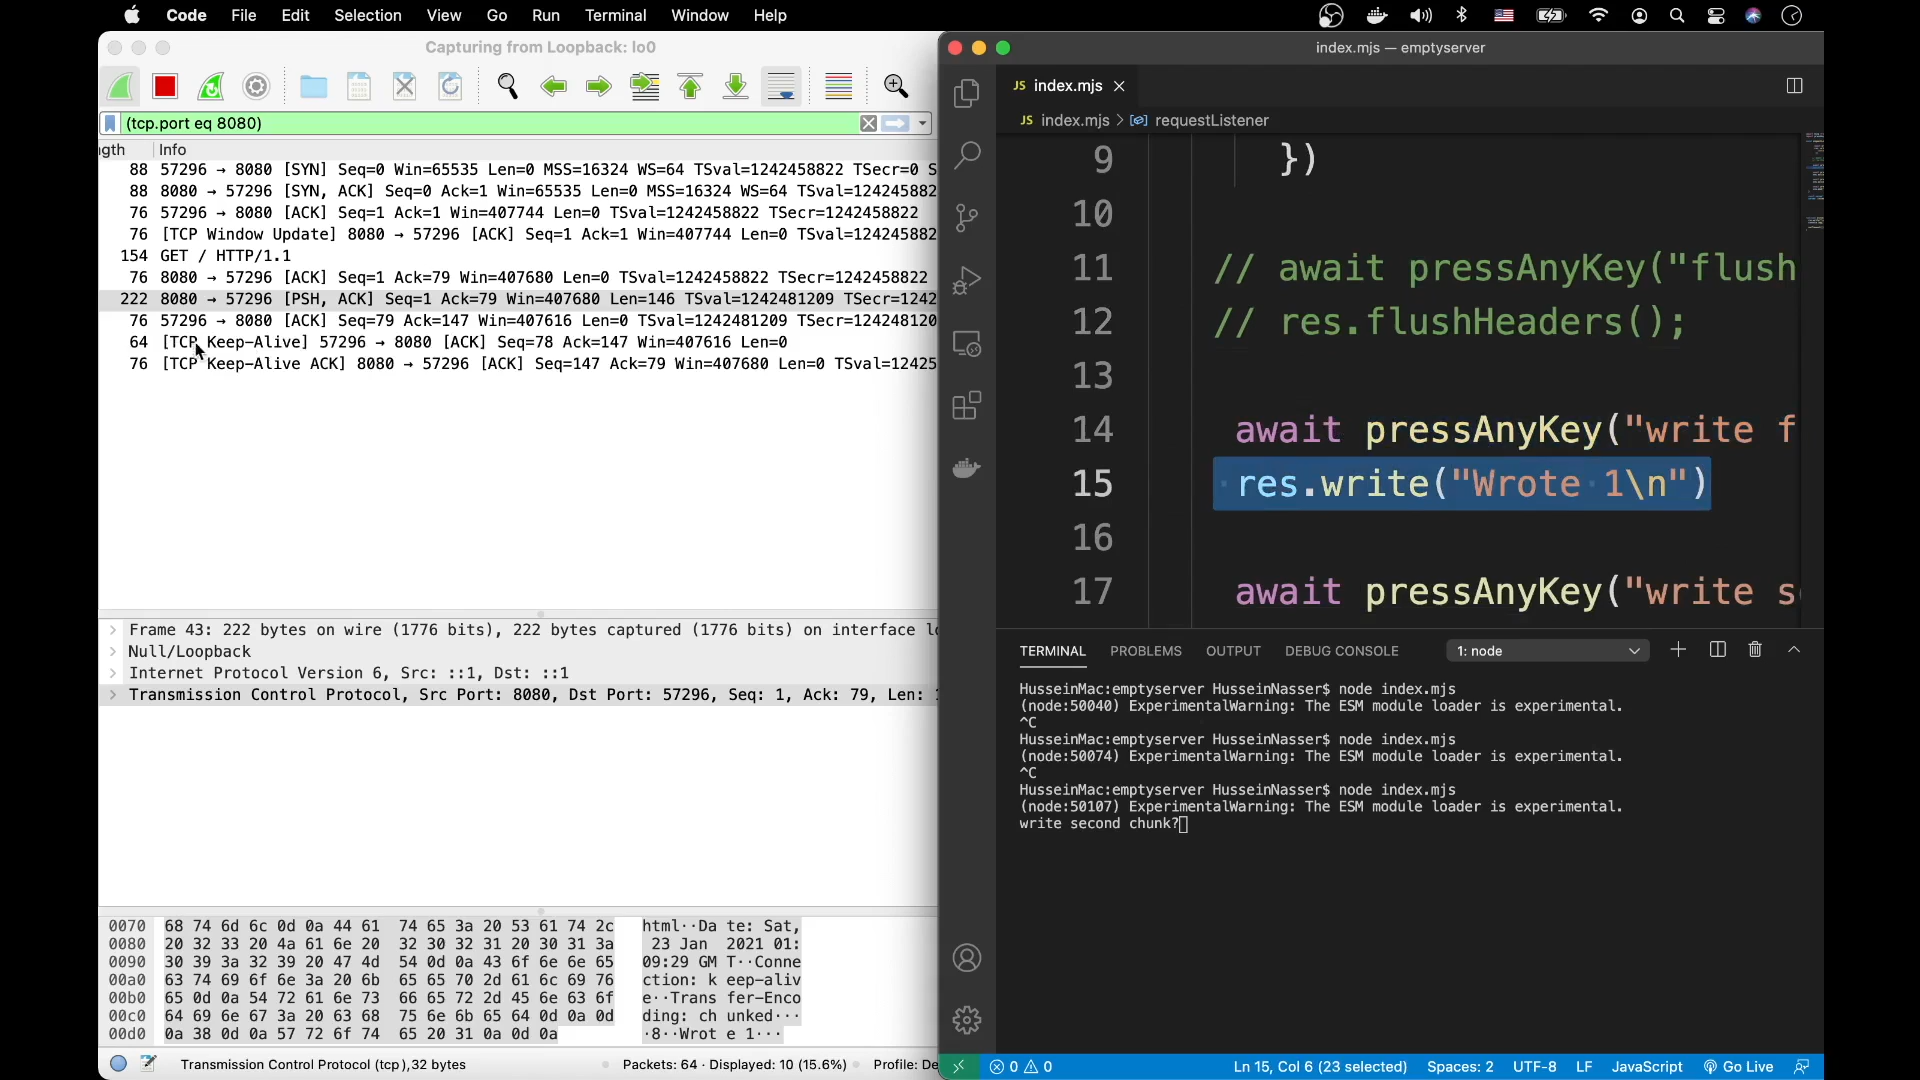 Code File Edit Selection View Go Run Terminal Window Help
Capturing from Loopback: lo0
(tcp.port eq 8080)
gth Info
88 57296 → 8080 [SYN] Seq=0 Win=65535 Len=0 MSS=16324 WS=64 TSval=1242458822 TSecr=0 S
88 8080 → 57296 [SYN, ACK] Seq=0 Ack=1 Win=65535 Len=0 MSS=16324 WS=64 TSval=124245882
76 57296 → 8080 [ACK] Seq=1 Ack=1 Win=407744 Len=0 TSval=1242458822 TSecr=1242458822
76 [TCP Window Update] 8080 → 57296 [ACK] Seq=1 Ack=1 Win=407744 Len=0 TSval=124245882
154 GET / HTTP/1.1
76 8080 → 57296 [ACK] Seq=1 Ack=79 Win=407680 Len=0 TSval=1242458822 TSecr=1242458822
222 8080 → 57296 [PSH, ACK] Seq=1 Ack=79 Win=407680 Len=146 TSval=1242481209 TSecr=1242
76 57296 → 8080 [ACK] Seq=79 Ack=147 Win=407616 Len=0 TSval=1242481209 TSecr=124248120
64 [TCP Keep-Alive] 57296 → 8080 [ACK] Seq=78 Ack=147 Win=407616 Len=0
76 [TCP Keep-Alive ACK] 8080 → 57296 [ACK] Seq=147 Ack=79 Win=407680 Len=0 TSval=12425
Frame 43: 222 bytes on wire (1776 bits), 222 bytes captured (1776 bits) on interface l
Null/Loopback
Internet Protocol Version 6, Src: ::1, Dst: ::1
Transmission Control Protocol, Src Port: 8080, Dst Port: 57296, Seq: 1, Ack: 79, Len: 1
0070 68 74 6d 6c 0d 0a 44 61 74 65 3a 20 53 61 74 2c html··Da te: Sat,
0080 20 32 33 20 4a 61 6e 20 32 30 32 31 20 30 31 3a 23 Jan 2021 01:
0090 30 39 3a 32 39 20 47 4d 54 0d 0a 43 6f 6e 6e 65 09:29 GM T··Conne
00a0 63 74 69 6f 6e 3a 20 6b 65 65 70 2d 61 6c 69 76 ction: k eep-aliv
00b0 65 0d 0a 54 72 61 6e 73 66 65 72 2d 45 6e 63 6f e··Trans fer-Enco
00c0 64 69 6e 67 3a 20 63 68 75 6e 6b 65 64 0d 0a 0d ding: ch unked···
00d0 0a 38 0d 0a 57 72 6f 74 65 20 31 0a 0d 0a ·8··Wrot e 1···
Transmission Control Protocol (tcp), 32 bytes Packets: 64 · Displayed: 10 (15.6%) Profile: De
index.mjs — emptyserver
JS index.mjs
JS index.mjs > requestListener
9 })
10
11 // await pressAnyKey("flush
12 // res.flushHeaders();
13
14 await pressAnyKey("write f
15 res.write("Wrote 1\n")
16
17 await pressAnyKey("write s
TERMINAL PROBLEMS OUTPUT DEBUG CONSOLE 1: node
HusseinMac:emptyserver HusseinNasser$ node index.mjs
(node:50040) ExperimentalWarning: The ESM module loader is experimental.
^C
HusseinMac:emptyserver HusseinNasser$ node index.mjs
(node:50074) ExperimentalWarning: The ESM module loader is experimental.
^C
HusseinMac:emptyserver HusseinNasser$ node index.mjs
(node:50107) ExperimentalWarning: The ESM module loader is experimental.
write second chunk?
0 0 Ln 15, Col 6 (23 selected) Spaces: 2 UTF-8 LF JavaScript Go Live